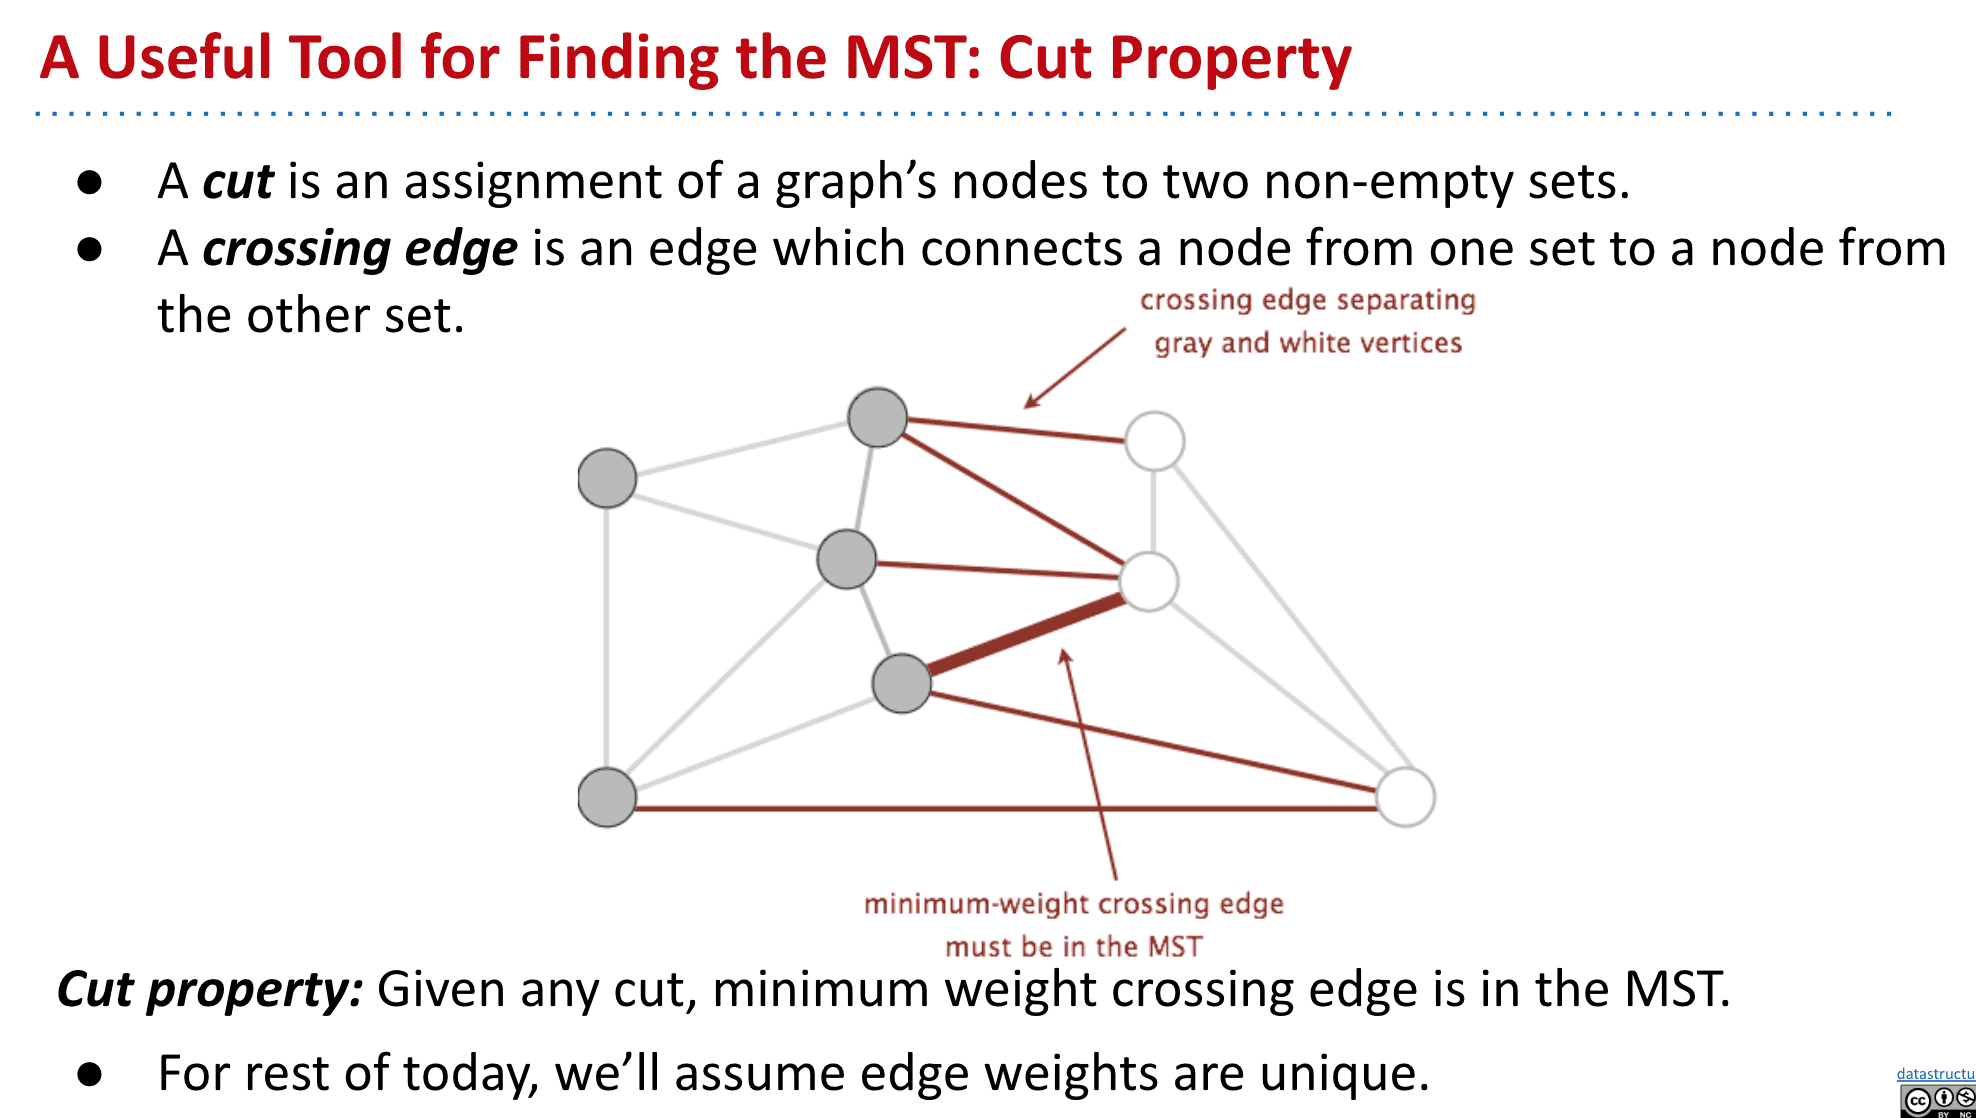 A Useful Tool for Finding the MST: Cut Property
● A cut is an assignment of a graph’s nodes to two non-empty sets.
● A crossing edge is an edge which connects a node from one set to a node from
the other set.
crossing edge separating
gray and white vertices
minimum-weight crossing edge
must be in the MST
Cut property: Given any cut, minimum weight crossing edge is in the MST.
● For rest of today, we’ll assume edge weights are unique.
datastructu
cc
BY NC